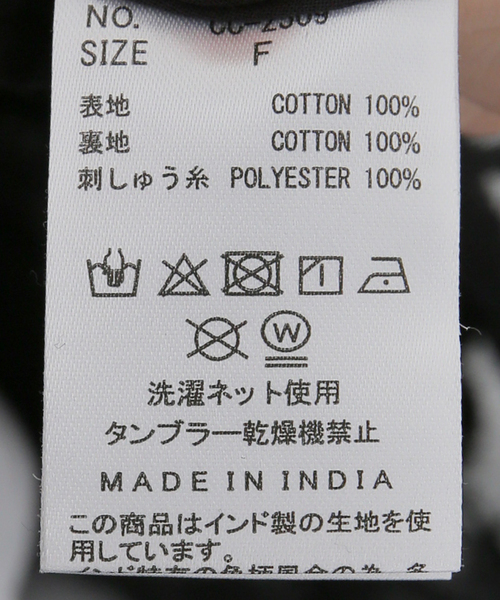 NO. CC-2509
SIZE F
表地 COTTON 100%
裏地 COTTON 100%
刺しゅう糸 POLYESTER 100%
W
洗濯ネット使用
タンブラー乾燥機禁止
MADE IN INDIA
この商品はインド製の生地を使
用しています。